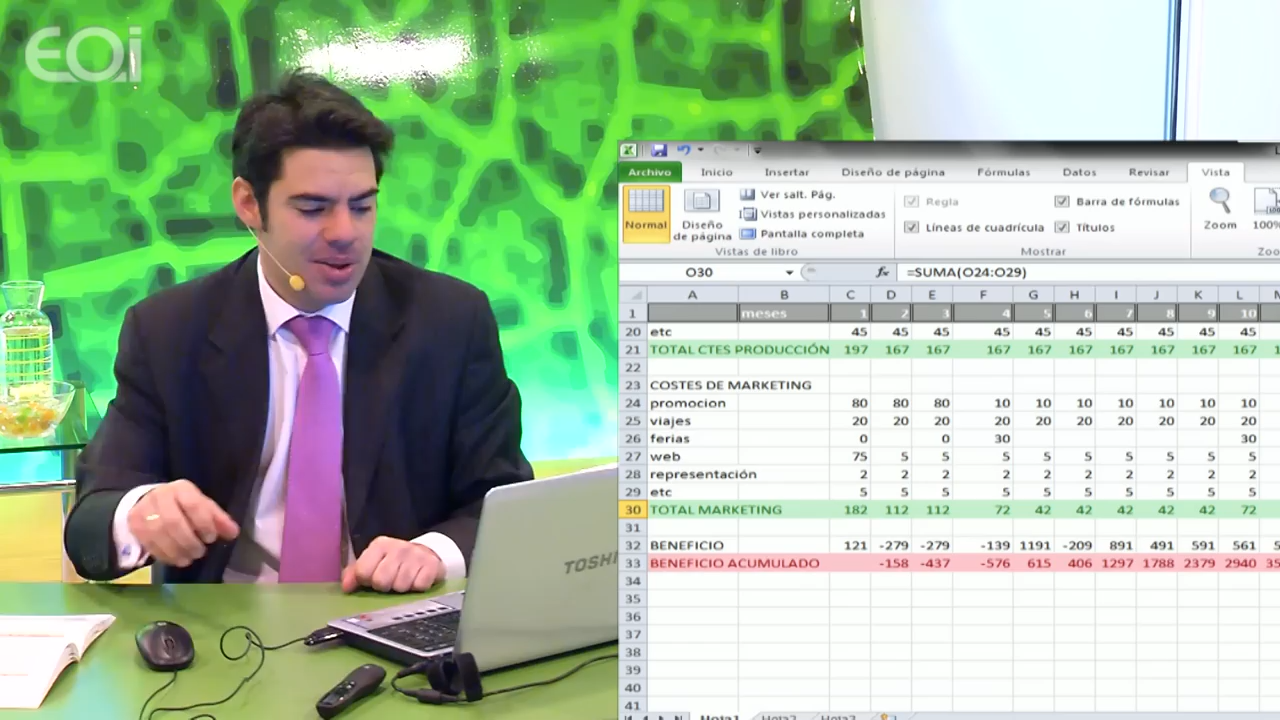 EOi
Archivo Inicio Insertar Diseño de página Fórmulas Datos Revisar Vista
Normal
Diseño de página
Ver salt. Pág.
Vistas personalizadas
Pantalla completa
Vistas de libro
Regla
Barra de fórmulas
Líneas de cuadrícula
Títulos
Mostrar
Zoom
100%
O30 fx =SUMA(O24:O29)
A B C D E F G H I J K L
1 meses 1 2 3 4 5 6 7 8 9 10
20 etc 45 45 45 45 45 45 45 45 45 45
21 TOTAL CTES PRODUCCIÓN 197 167 167 167 167 167 167 167 167 167
22
23 COSTES DE MARKETING
24 promocion 80 80 80 10 10 10 10 10 10 10
25 viajes 20 20 20 20 20 20 20 20 20 20
26 ferias 0 0 30 30
27 web 75 5 5 5 5 5 5 5 5 5
28 representación 2 2 2 2 2 2 2 2 2 2
29 etc 5 5 5 5 5 5 5 5 5 5
30 TOTAL MARKETING 182 112 112 72 42 42 42 42 42 72
31
32 BENEFICIO 121 -279 -279 -139 1191 -209 891 491 591 561
33 BENEFICIO ACUMULADO -158 -437 -576 615 406 1297 1788 2379 2940
34
35
36
37
38
39
40
41
Hoja1 Hoja2 Hoja3